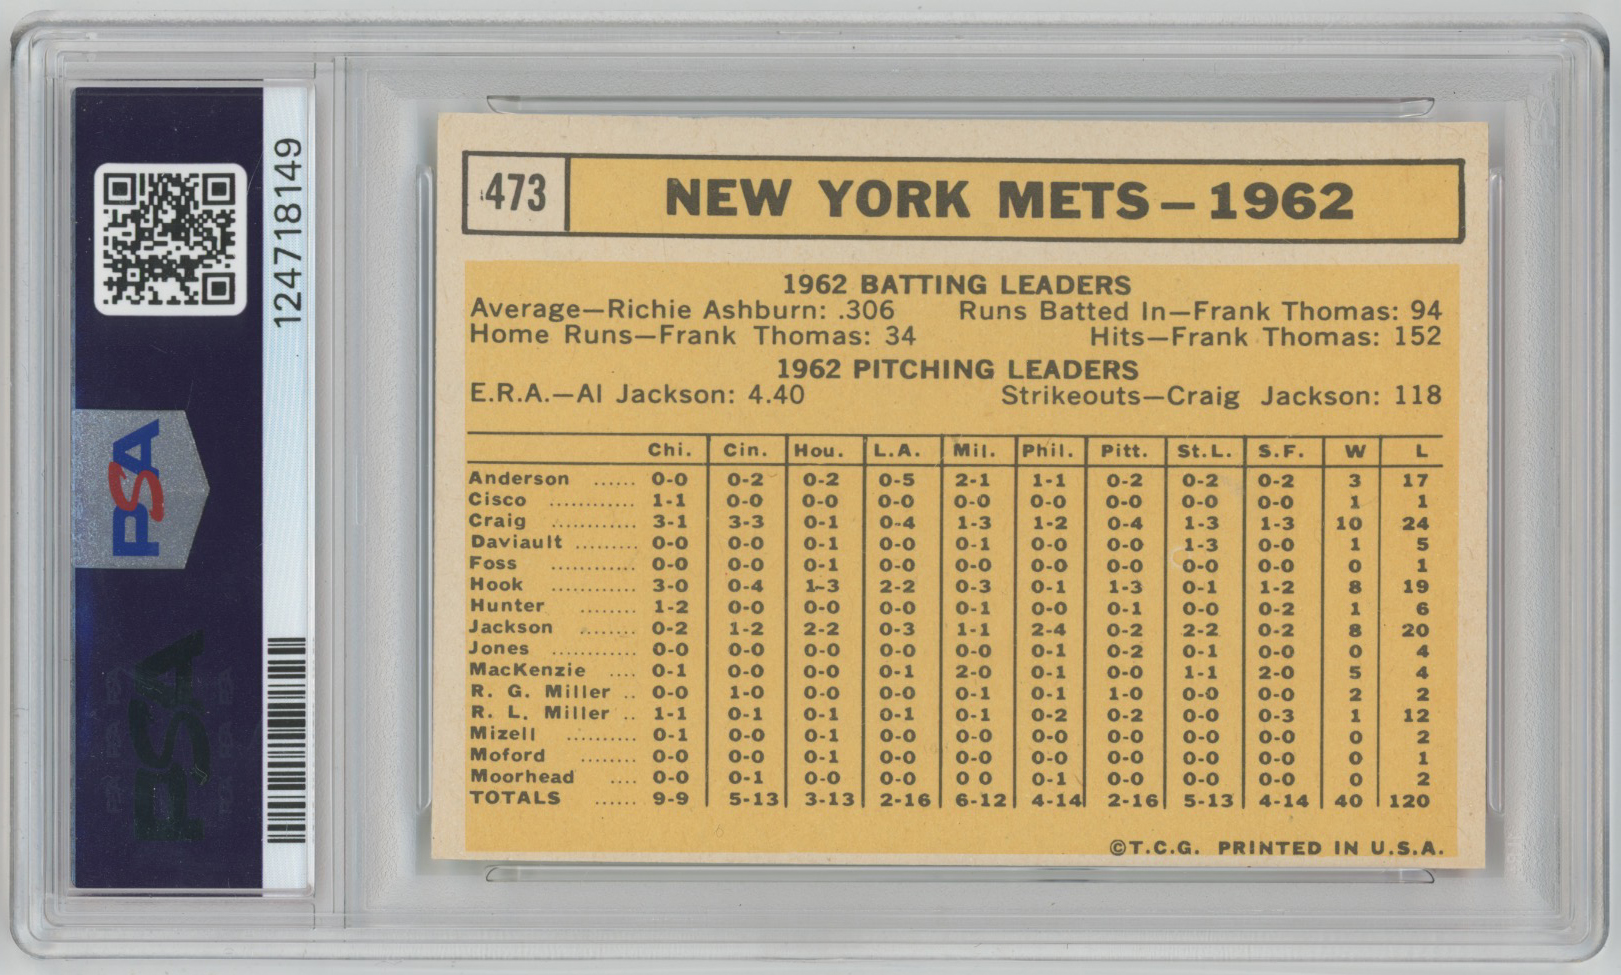 124718149
PSA
PSA
473 NEW YORK METS — 1962
1962 BATTING LEADERS
Average—Richie Ashburn: .306 Runs Batted In—Frank Thomas: 94
Home Runs—Frank Thomas: 34 Hits—Frank Thomas: 152
1962 PITCHING LEADERS
E.R.A.—Al Jackson: 4.40 Strikeouts—Craig Jackson: 118
Chi. Cin. Hou. L.A. Mil. Phil. Pitt. St.L. S.F. W L
Anderson ...... 0-0 0-2 0-2 0-5 2-1 1-1 0-2 0-2 0-2 3 17
Cisco ............ 1-1 0-0 0-0 0-0 0-0 0-0 0-0 0-0 0-0 1 1
Craig ............ 3-1 3-3 0-1 0-4 1-3 1-2 0-4 1-3 1-3 10 24
Daviault ......... 0-0 0-0 0-1 0-0 0-1 0-0 0-0 1-3 0-0 1 5
Foss ............ 0-0 0-0 0-1 0-0 0-0 0-0 0-0 0-0 0-0 0 1
Hook ............ 3-0 0-4 1-3 2-2 0-3 0-1 1-3 0-1 1-2 8 19
Hunter ........ 1-2 0-0 0-0 0-0 0-1 0-0 0-1 0-0 0-2 1 6
Jackson ........ 0-2 1-2 2-2 0-3 1-1 2-4 0-2 2-2 0-2 8 20
Jones ............ 0-0 0-0 0-0 0-0 0-0 0-1 0-2 0-1 0-0 0 4
MacKenzie .... 0-1 0-0 0-0 0-1 2-0 0-1 0-0 1-1 2-0 5 4
R. G. Miller .. 0-0 1-0 0-0 0-0 0-1 0-1 1-0 0-0 0-0 2 2
R. L. Miller .. 1-1 0-1 0-1 0-1 0-1 0-2 0-2 0-0 0-3 1 12
Mizell .......... 0-1 0-0 0-1 0-0 0-0 0-0 0-0 0-0 0-0 0 2
Moford ........ 0-0 0-0 0-1 0-0 0-0 0-0 0-0 0-0 0-0 0 1
Moorhead .... 0-0 0-1 0-0 0-0 0 0 0-1 0-0 0-0 0-0 0 2
TOTALS ...... 9-9 5-13 3-13 2-16 6-12 4-14 2-16 5-13 4-14 40 120
©T.C.G. PRINTED IN U.S.A.